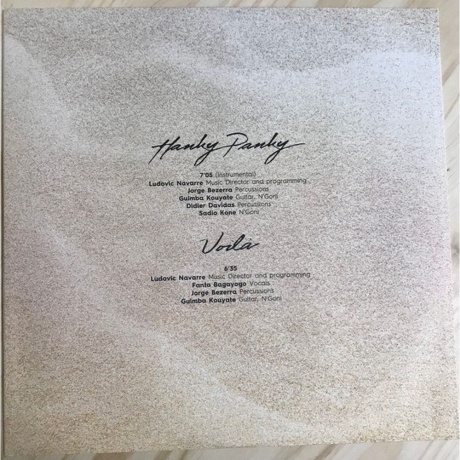 Hanky Panky
7'05 (Instrumental)
Ludovic Navarre Music Director and programming
Jorge Bezerra Percussions
Guimba Kouyate Guitar, N'Goni
Didier Davidas Percussions
Sadio Kone N'Goni
Voilà
6'35
Ludovic Navarre Music Director and programming
Fanta Bagayogo Vocals
Jorge Bezerra Percussions
Guimba Kouyate Guitar, N'Goni